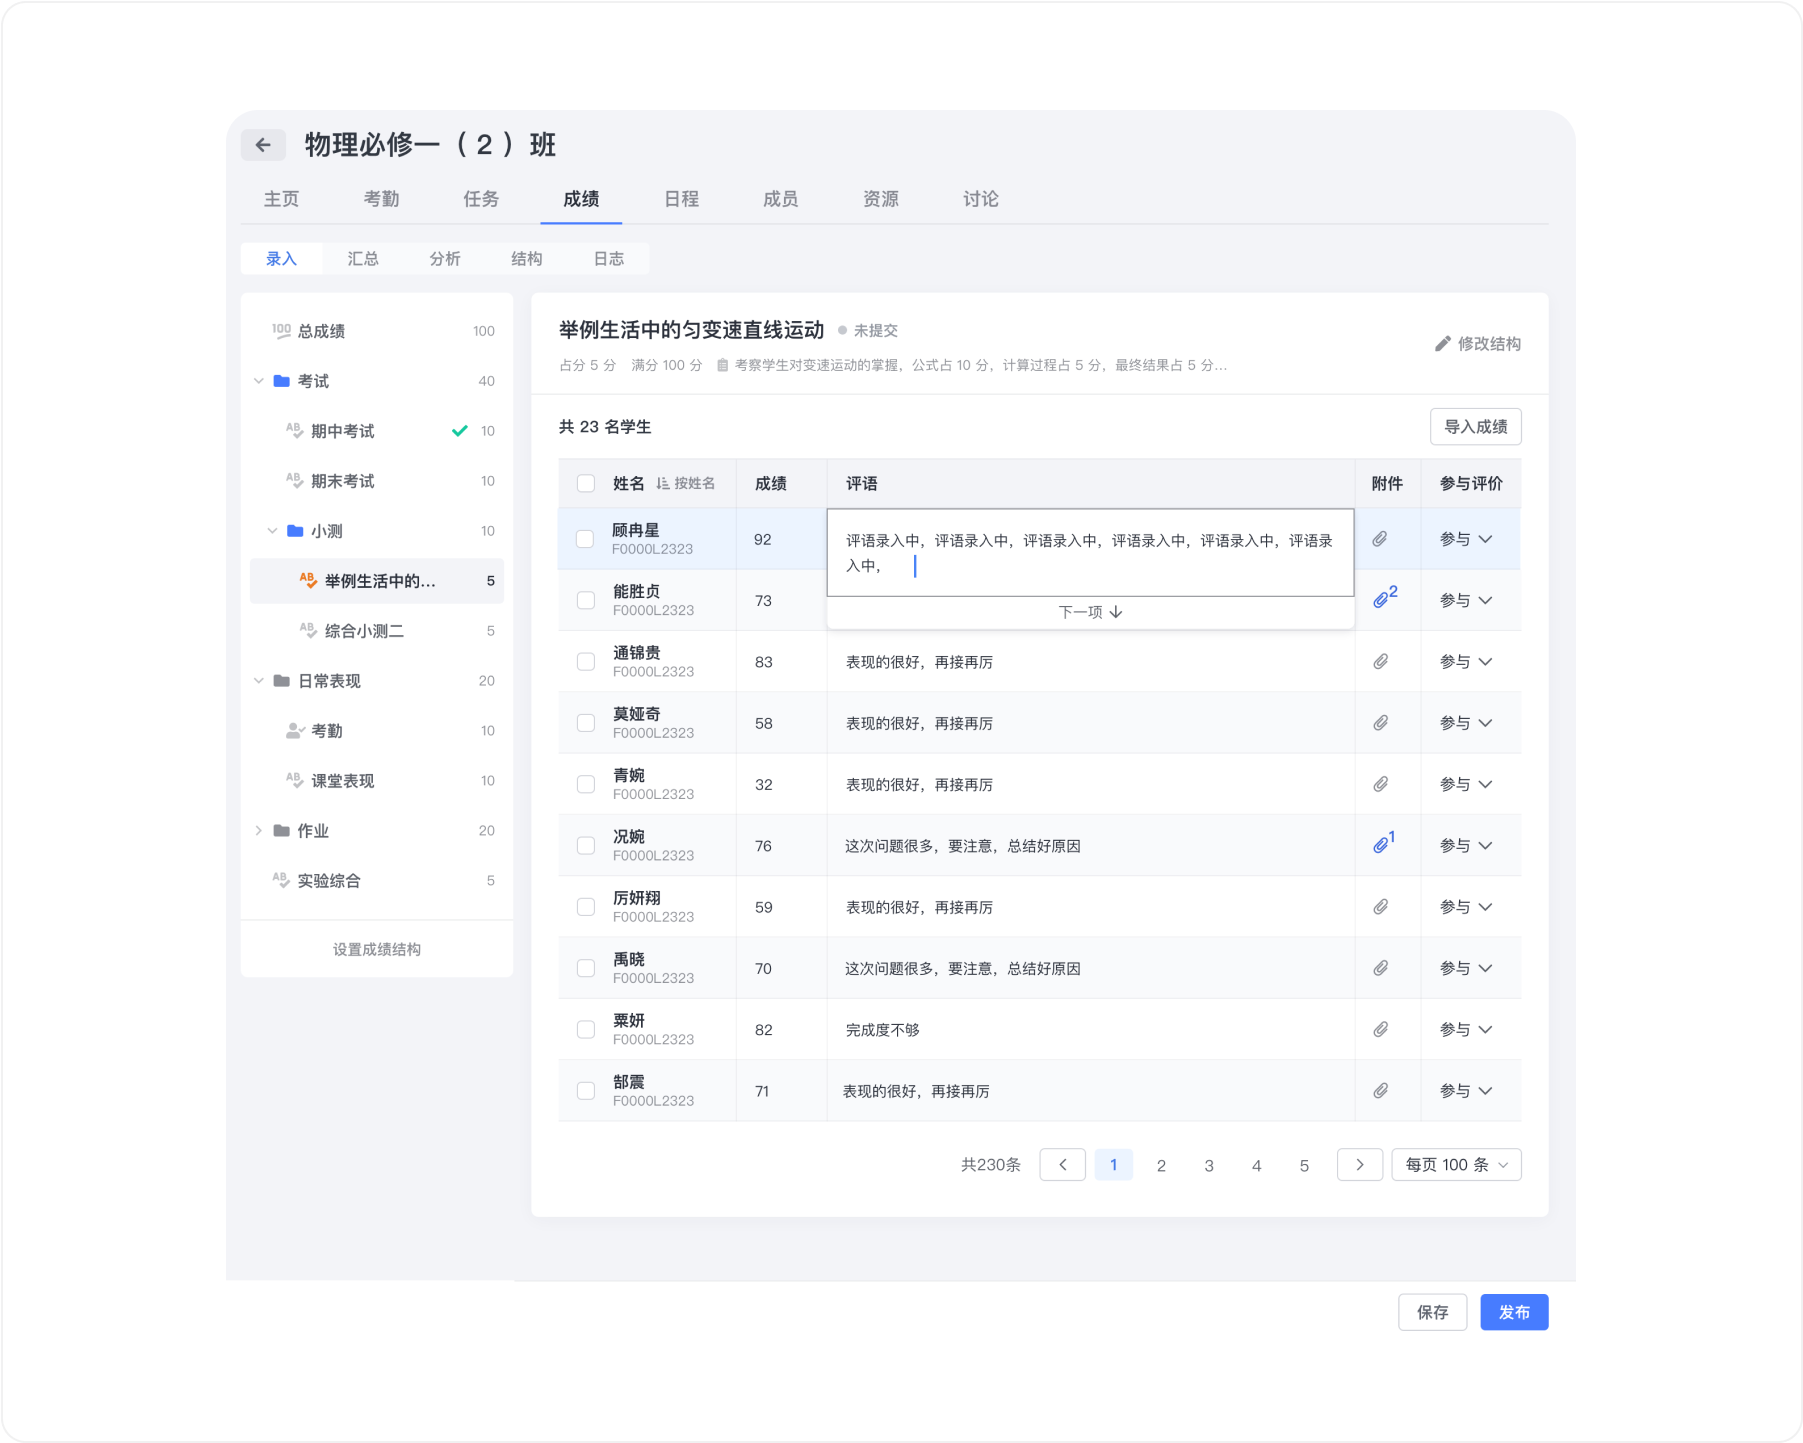 物理必修一（2）班
主页 考勤 任务 成绩 日程 成员 资源 讨论
录入 汇总 分析 结构 日志
100 总成绩 100
考试 40
AB 期中考试 10
AB 期末考试 10
小测 10
AB 举例生活中的… 5
AB 综合小测二 5
日常表现 20
考勤 10
AB 课堂表现 10
作业 20
AB 实验综合 5
设置成绩结构
举例生活中的匀变速直线运动 未提交
占分 5 分 满分 100 分 考察学生对变速运动的掌握，公式占 10 分，计算过程占 5 分，最终结果占 5 分…
修改结构
共 23 名学生
导入成绩
姓名 按姓名 成绩 评语 附件 参与评价
顾冉星
F0000L2323
92
评语录入中，评语录入中，评语录入中，评语录入中，评语录入中，评语录
入中，
参与
下一项
能胜贞
F0000L2323
73
2
参与
通锦贵
F0000L2323
83
表现的很好，再接再厉
参与
莫娅奇
F0000L2323
58
表现的很好，再接再厉
参与
青婉
F0000L2323
32
表现的很好，再接再厉
参与
况婉
F0000L2323
76
这次问题很多，要注意，总结好原因
1
参与
厉妍翔
F0000L2323
59
表现的很好，再接再厉
参与
禹晓
F0000L2323
70
这次问题很多，要注意，总结好原因
参与
粟妍
F0000L2323
82
完成度不够
参与
郜震
F0000L2323
71
表现的很好，再接再厉
参与
共230条 1 2 3 4 5 每页 100 条
保存
发布